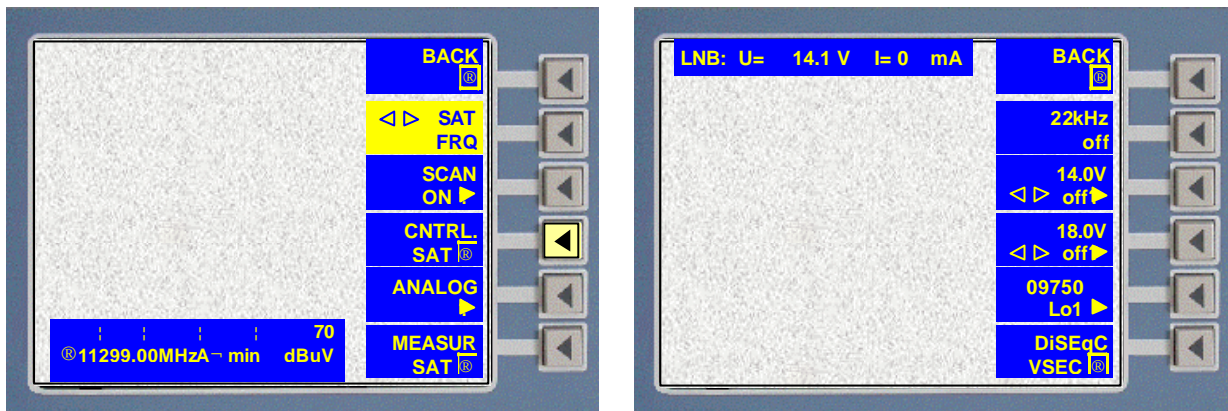 BACK
®
◁ ▷ SAT
FRQ
SCAN
ON ▶
CNTRL.
SAT ®
ANALOG
▶
MEASUR
SAT ®
70
®11299.00MHzA¬ min dBuV
LNB: U= 14.1 V I= 0 mA
BACK
®
22kHz
off
14.0V
◁ ▷ off ▶
18.0V
◁ ▷ off ▶
09750
Lo1 ▶
DiSEqC
VSEC ®